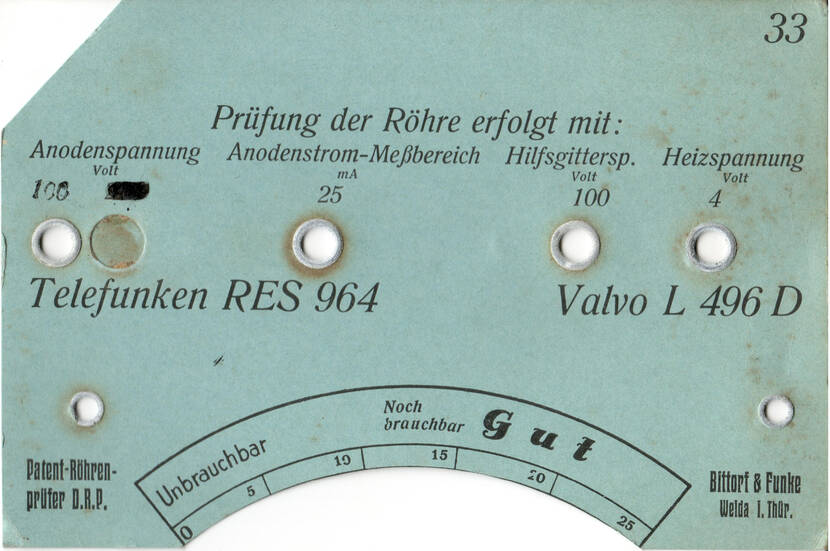 33
Prüfung der Röhre erfolgt mit:
Anodenspannung Anodenstrom-Meßbereich Hilfsgittersp. Heizspannung
Volt mA Volt Volt
100 25 100 4
Telefunken RES 964 Valvo L 496 D
Noch
brauchbar
Unbrauchbar Gut
0 5 10 15 20 25
Patent-Röhren-
prüfer D.R.P.
Bittorf & Funke
Weida i. Thür.